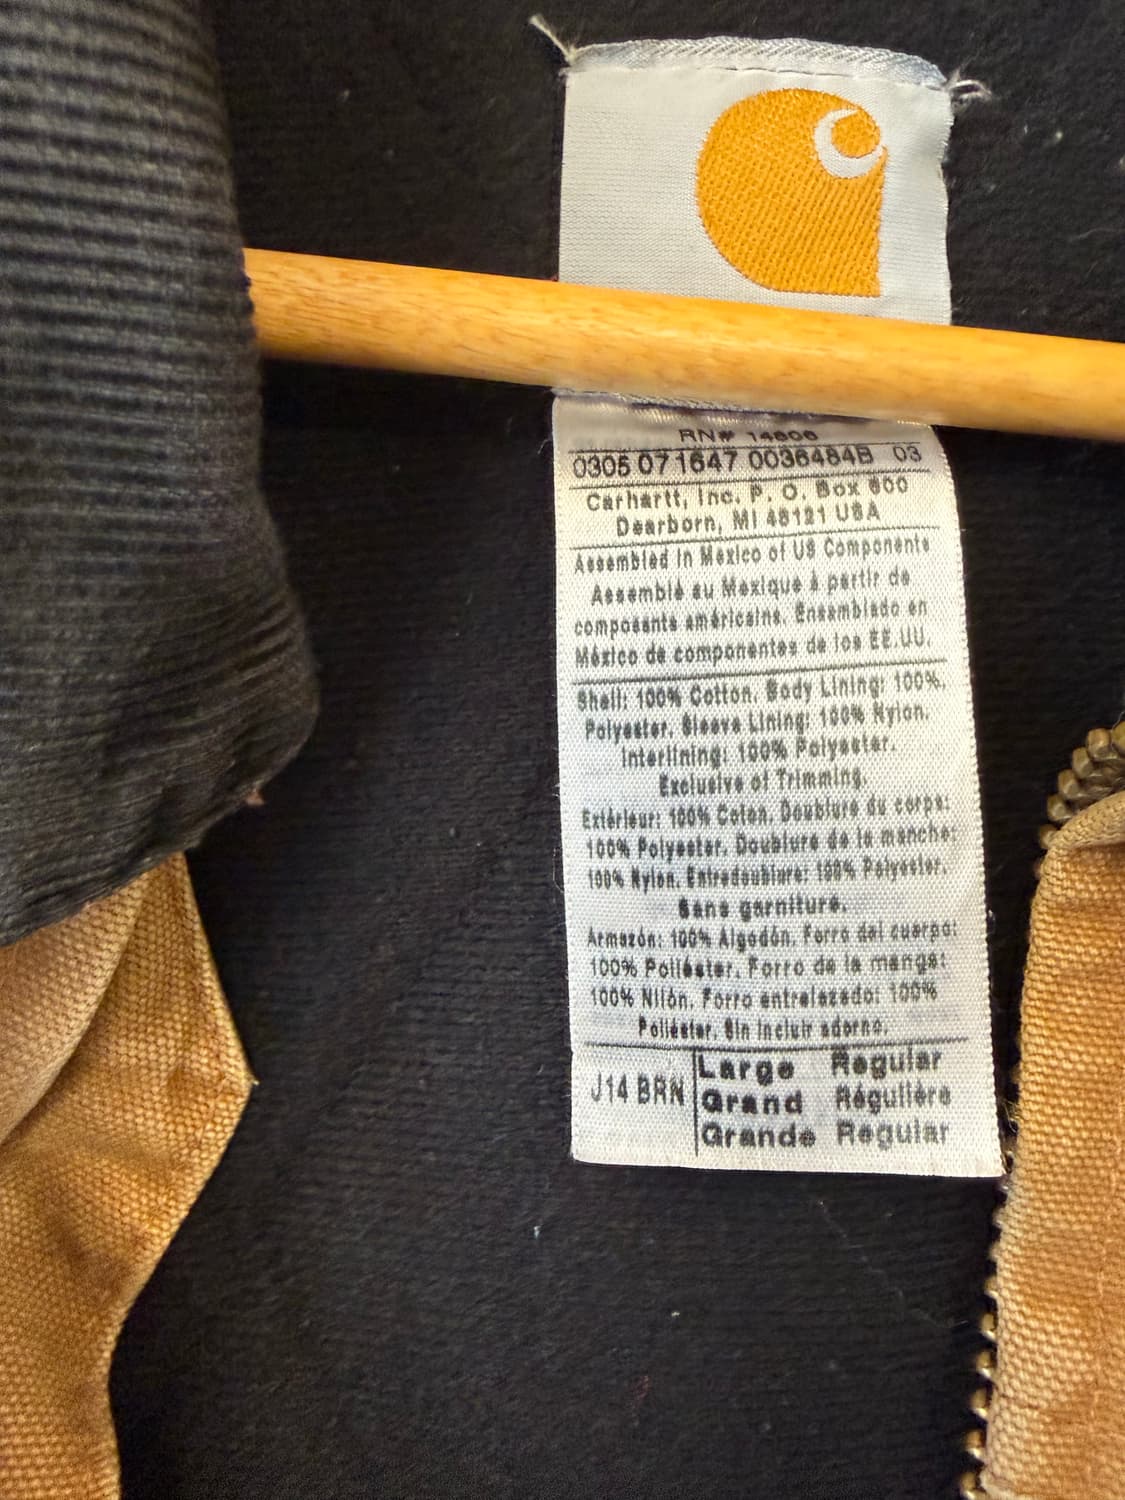 RN# 14806
0305 071647 0036484B 03
Carhartt, Inc. P. O. Box 600
Dearborn, MI 48121 USA
Assembled in Mexico of US Components
Assemblé au Mexique à partir de
composants américains. Ensamblado en
México de componentes de los EE.UU.
Shell: 100% Cotton. Body Lining: 100%.
Polyester. Sleeve Lining: 100% Nylon.
Interlining: 100% Polyester.
Exclusive of Trimming.
Extérieur: 100% Coton. Doublure du corps:
100% Polyester. Doublure de la manche:
100% Nylon. Entredoublure: 100% Polyester.
Sans garniture.
Armazón: 100% Algodón. Forro del cuerpo:
100% Poliéster. Forro de la manga:
100% Nilón. Forro entrelazado: 100%
Poliéster. Sin incluir adorno.
J14 BRN
Large Regular
Grand Régulière
Grande Regular